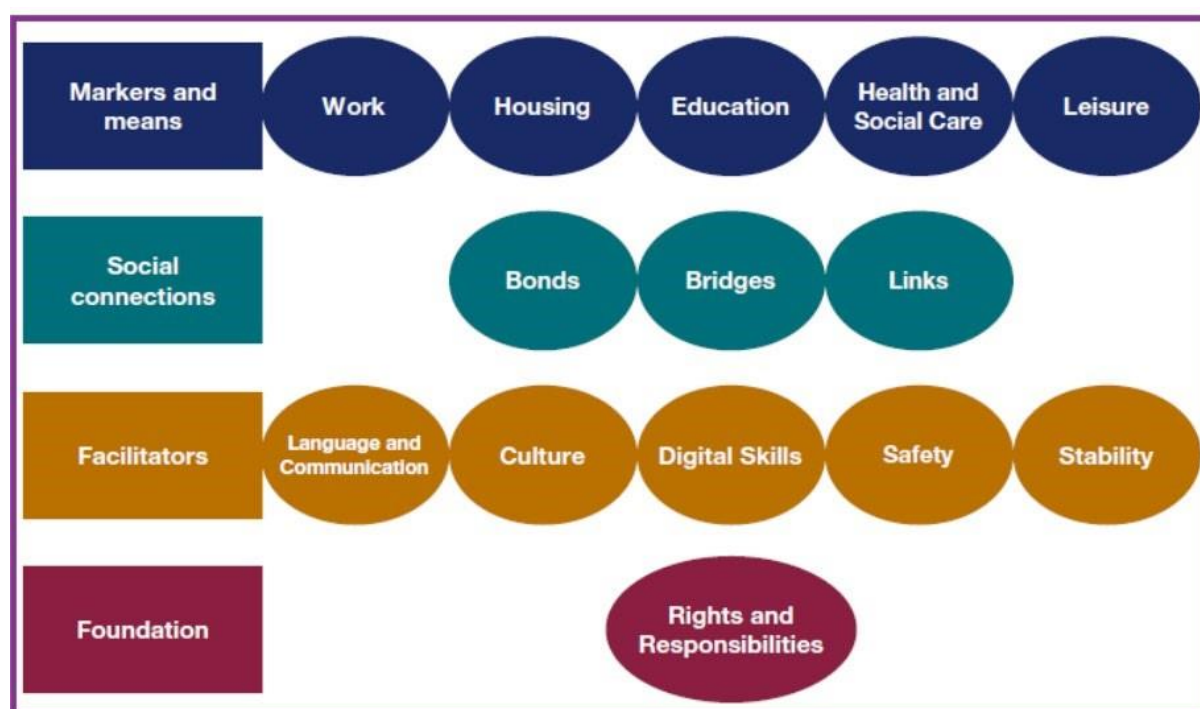 Markers and
means
Work
Housing
Education
Health and
Social Care
Leisure
Social
connections
Bonds
Bridges
Links
Facilitators
Language and
Communication
Culture
Digital Skills
Safety
Stability
Foundation
Rights and
Responsibilities